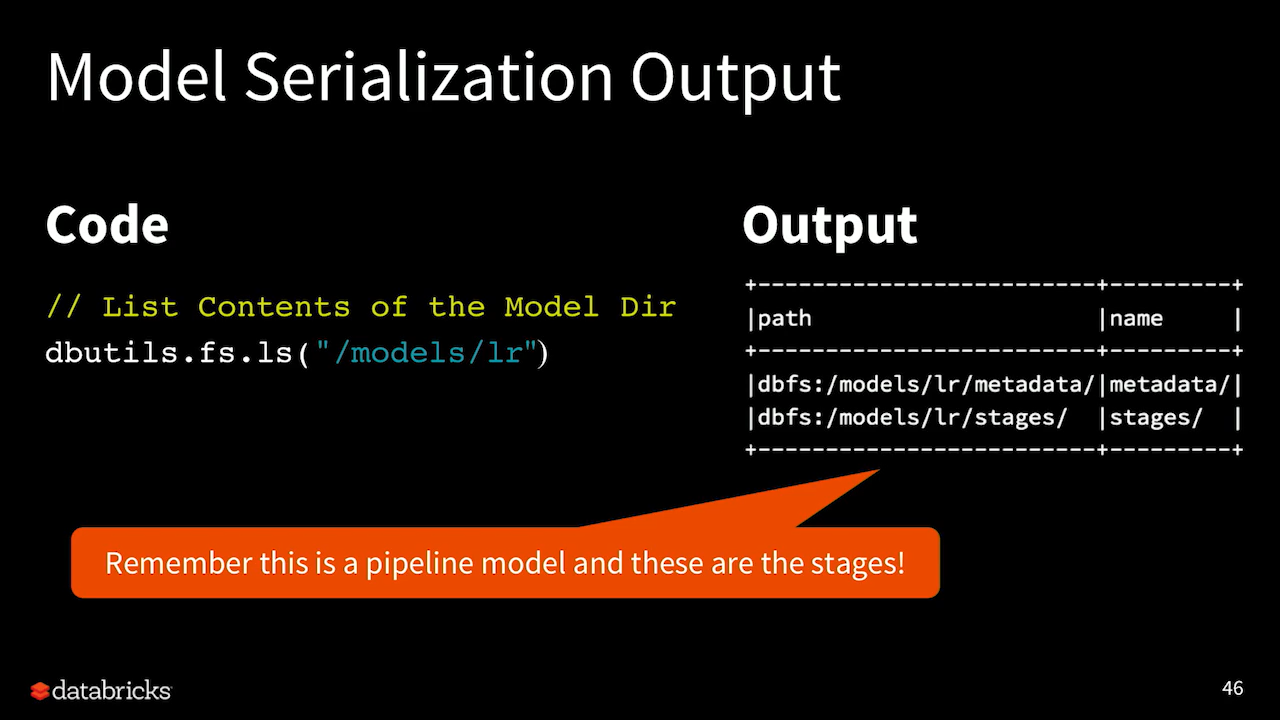 Model Serialization Output
Code
// List Contents of the Model Dir
dbutils.fs.ls("/models/lr")
Output
+-------------------------+---------+
|path                     |name     |
+-------------------------+---------+
|dbfs:/models/lr/metadata/|metadata/|
|dbfs:/models/lr/stages/  |stages/  |
+-------------------------+---------+
Remember this is a pipeline model and these are the stages!
databricks
46